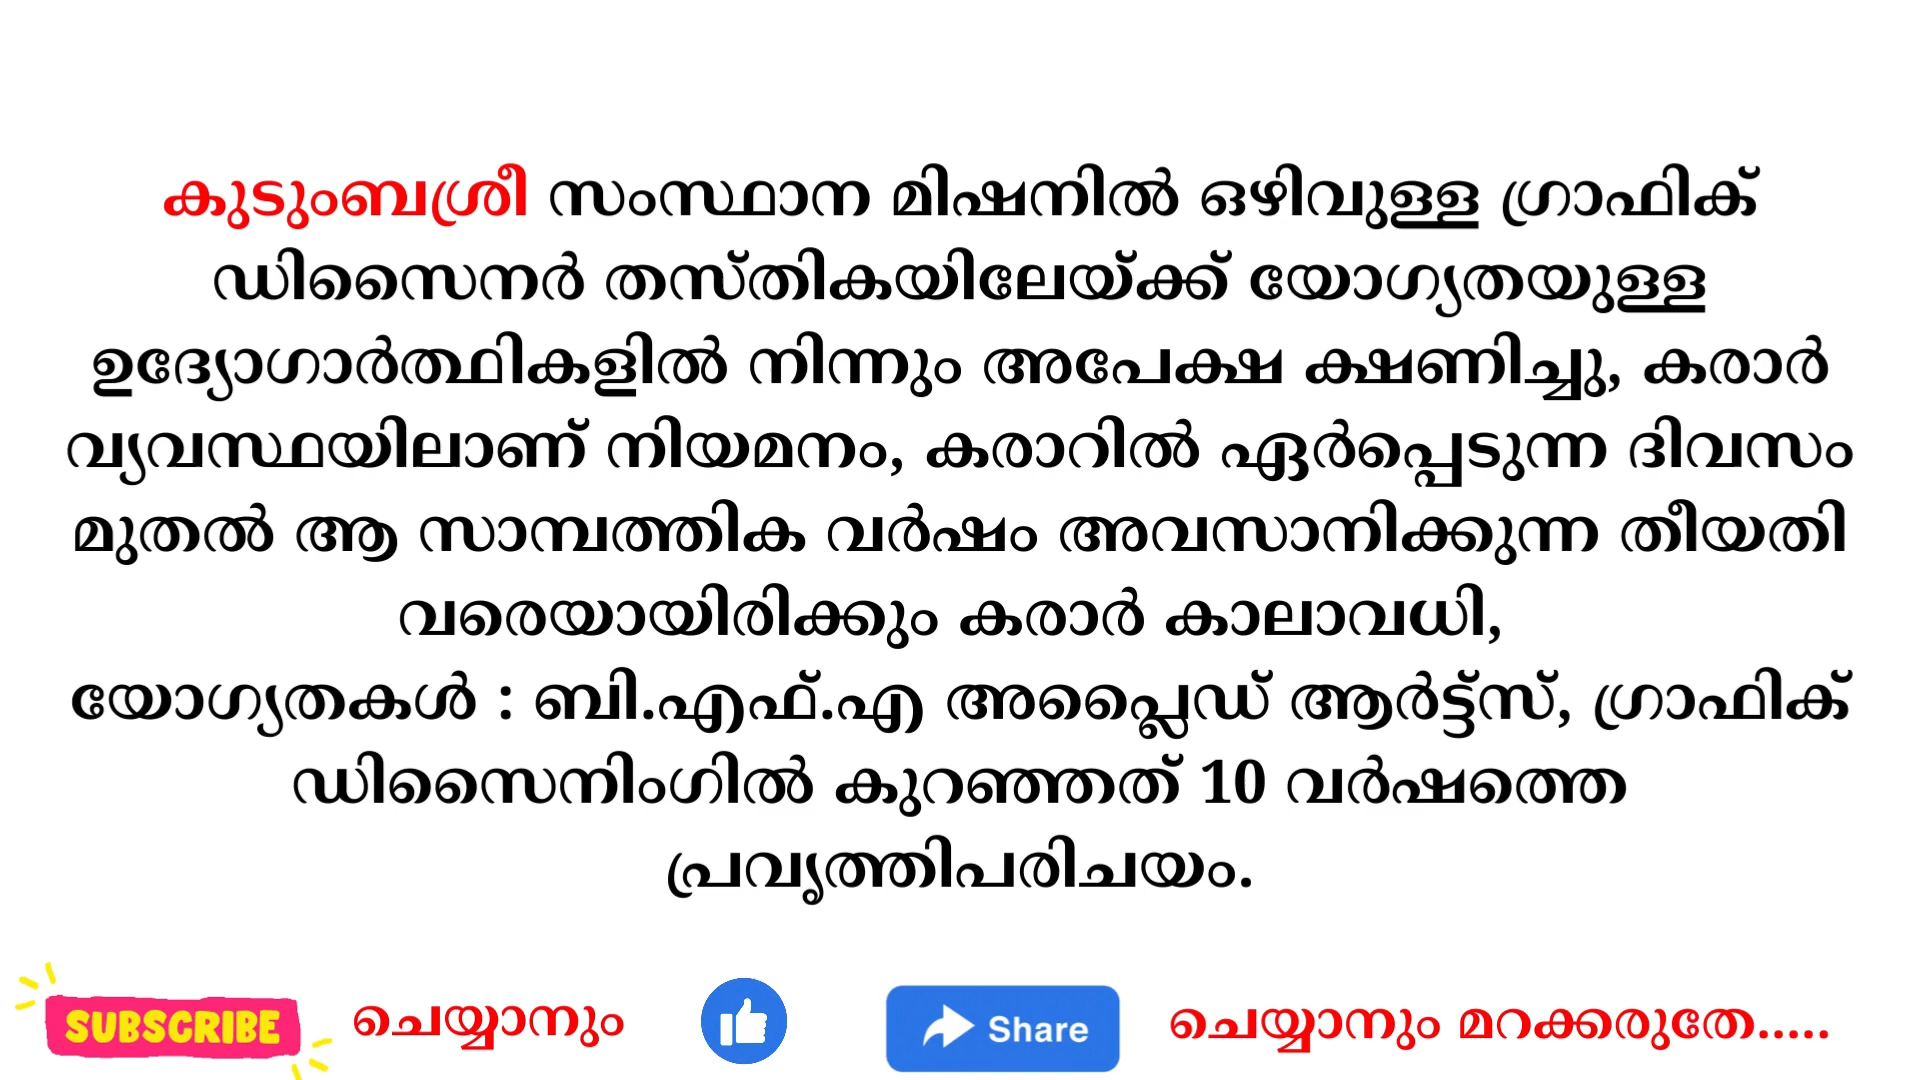 കുടുംബശ്രീ സംസ്ഥാന മിഷനിൽ ഒഴിവുള്ള ഗ്രാഫിക്
ഡിസൈനർ തസ്തികയിലേയ്ക്ക് യോഗ്യതയുള്ള
ഉദ്യോഗാർത്ഥികളിൽ നിന്നും അപേക്ഷ ക്ഷണിച്ചു, കരാർ
വ്യവസ്ഥയിലാണ് നിയമനം, കരാറിൽ ഏർപ്പെടുന്ന ദിവസം
മുതൽ ആ സാമ്പത്തിക വർഷം അവസാനിക്കുന്ന തീയതി
വരെയായിരിക്കും കരാർ കാലാവധി,
യോഗ്യതകൾ : ബി.എഫ്.എ അപ്ലൈഡ് ആർട്ട്സ്, ഗ്രാഫിക്
ഡിസൈനിംഗിൽ കുറഞ്ഞത് 10 വർഷത്തെ
പ്രവൃത്തിപരിചയം.
SUBSCRIBE ചെയ്യാനും Share ചെയ്യാനും മറക്കരുതേ.....